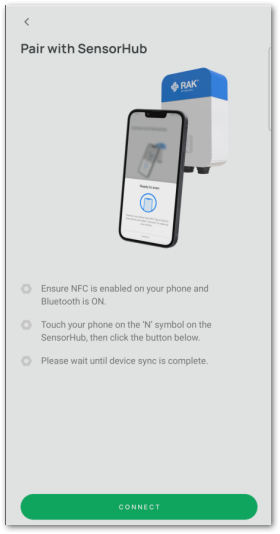 Pair with SensorHub
RAK
Ready to scan
Ensure NFC is enabled on your phone and
Bluetooth is ON.
Touch your phone on the 'N' symbol on the
SensorHub, then click the button below.
Please wait until device sync is complete.
CONNECT